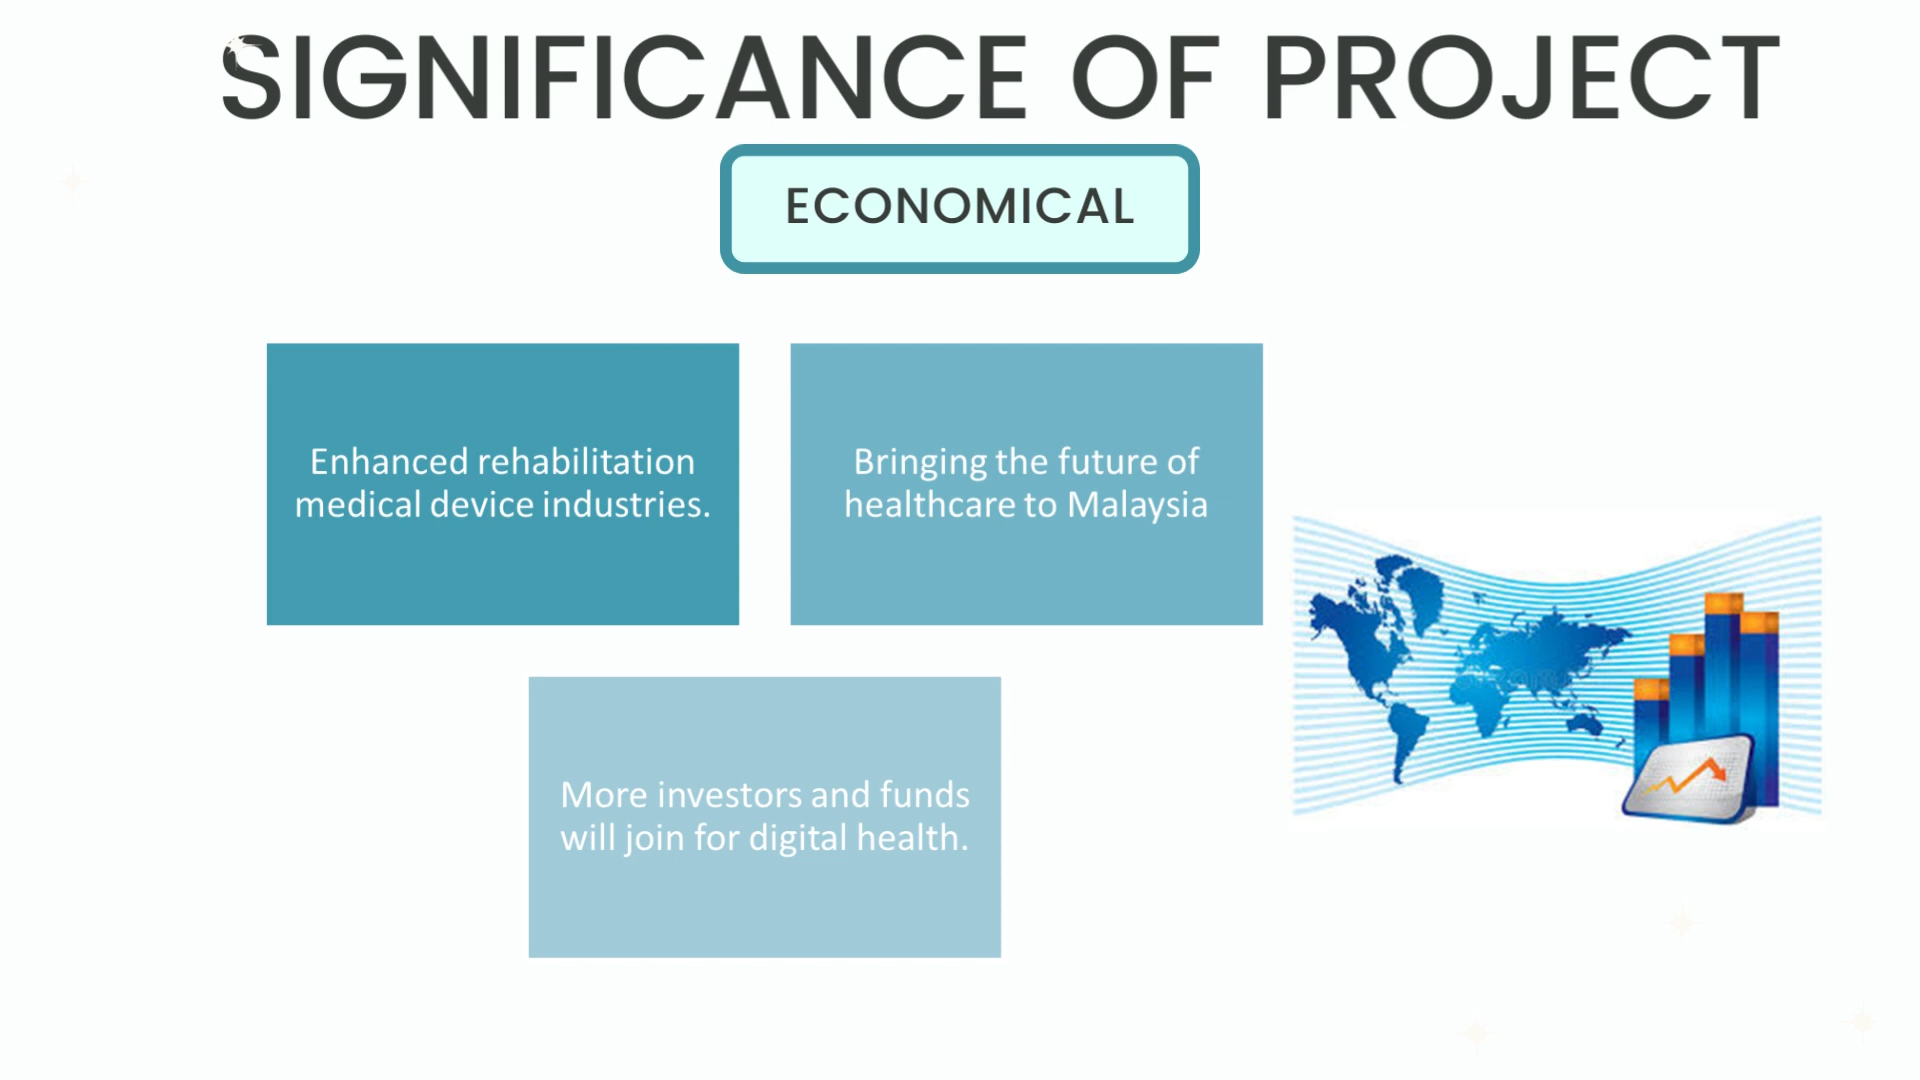 SIGNIFICANCE OF PROJECT
ECONOMICAL
Enhanced rehabilitation
medical device industries.
Bringing the future of
healthcare to Malaysia
More investors and funds
will join for digital health.